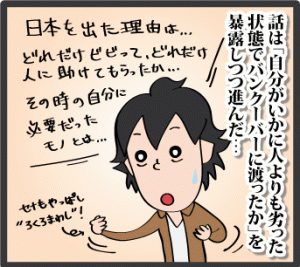 話は「自分がいかに人よりも劣った
状態でバンクーバーに渡ったか」を
暴露しつつ進んだ…
日本を出た理由は…
どれだけビビって、どれだけ
人に助けてもらったか…
その時の自分に
必要だった
モノとは…
せナもやっぱし
"ろくろまわし"!